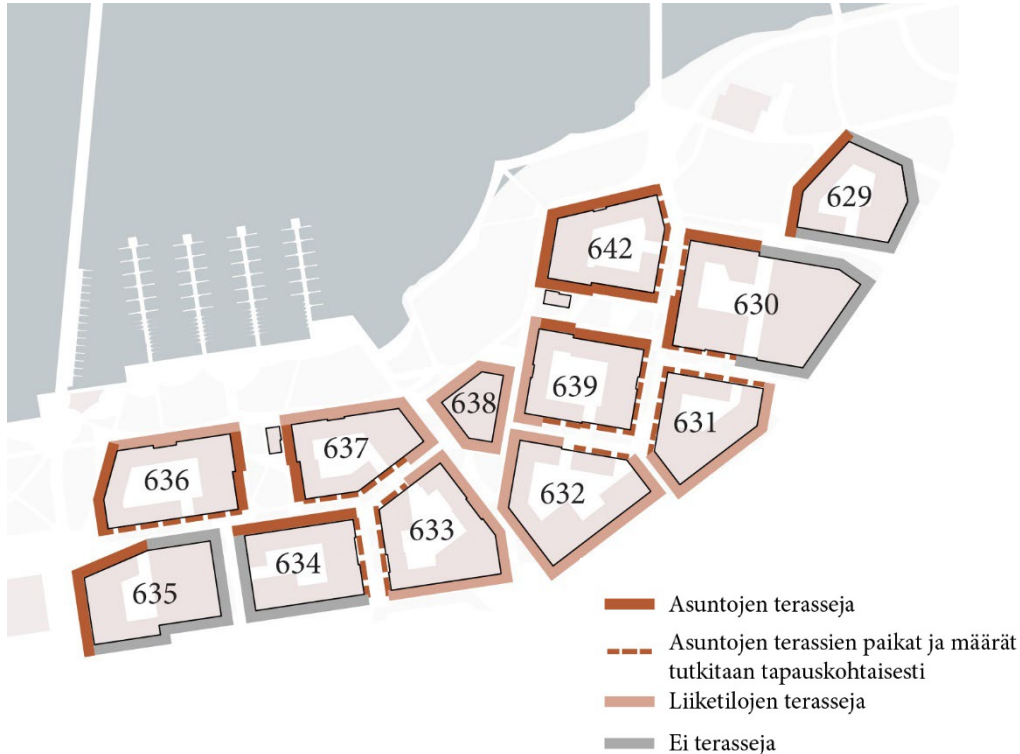 629
642
630
639
638
631
637
636
632
633
634
635
Asuntojen terasseja
Asuntojen terassien paikat ja määrät
tutkitaan tapauskohtaisesti
Liiketilojen terasseja
Ei terasseja